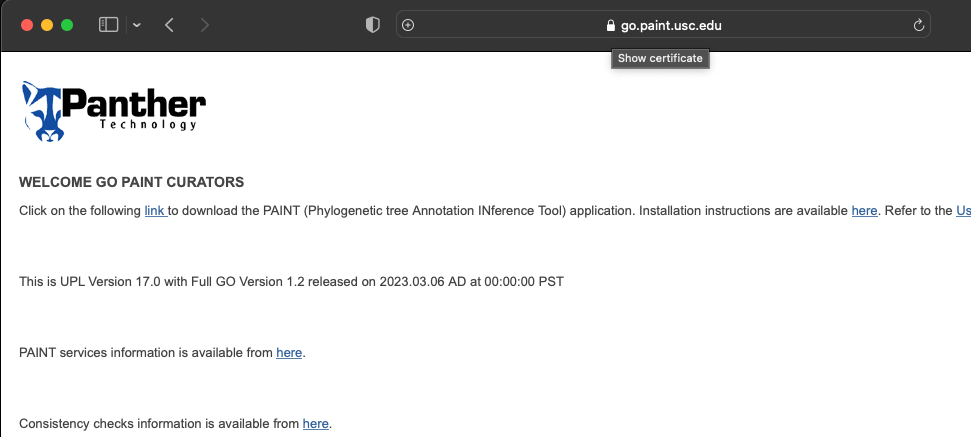 go.paint.usc.edu
Show certificate
Panther
Technology
WELCOME GO PAINT CURATORS
Click on the following link to download the PAINT (Phylogenetic tree Annotation INference Tool) application. Installation instructions are available here. Refer to the Us
This is UPL Version 17.0 with Full GO Version 1.2 released on 2023.03.06 AD at 00:00:00 PST
PAINT services information is available from here.
Consistency checks information is available from here.